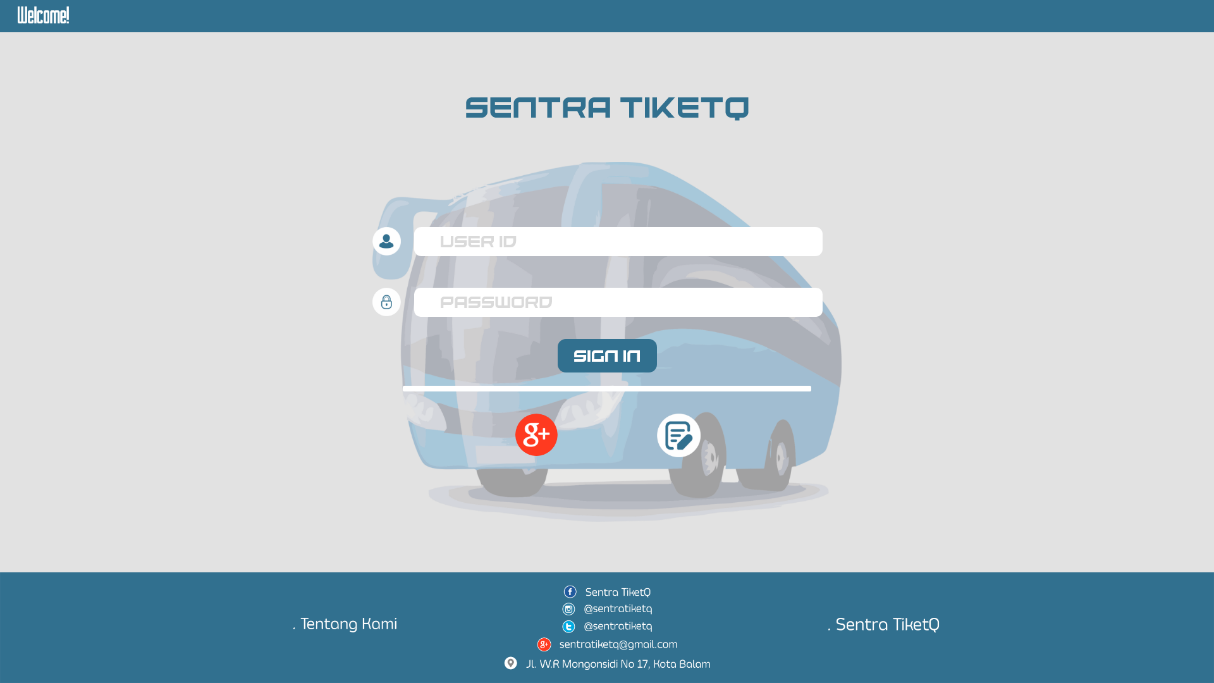 Welcome!
SENTRA TIKETQ
USER ID
PASSWORD
SIGN IN
g+
f Sentra TiketQ
@sentratiketq
. Tentang Kami
t @sentratiketq
. Sentra TiketQ
g+ sentratiketq@gmail.com
Jl. W.R Mongonsidi No 17, Kota Balam